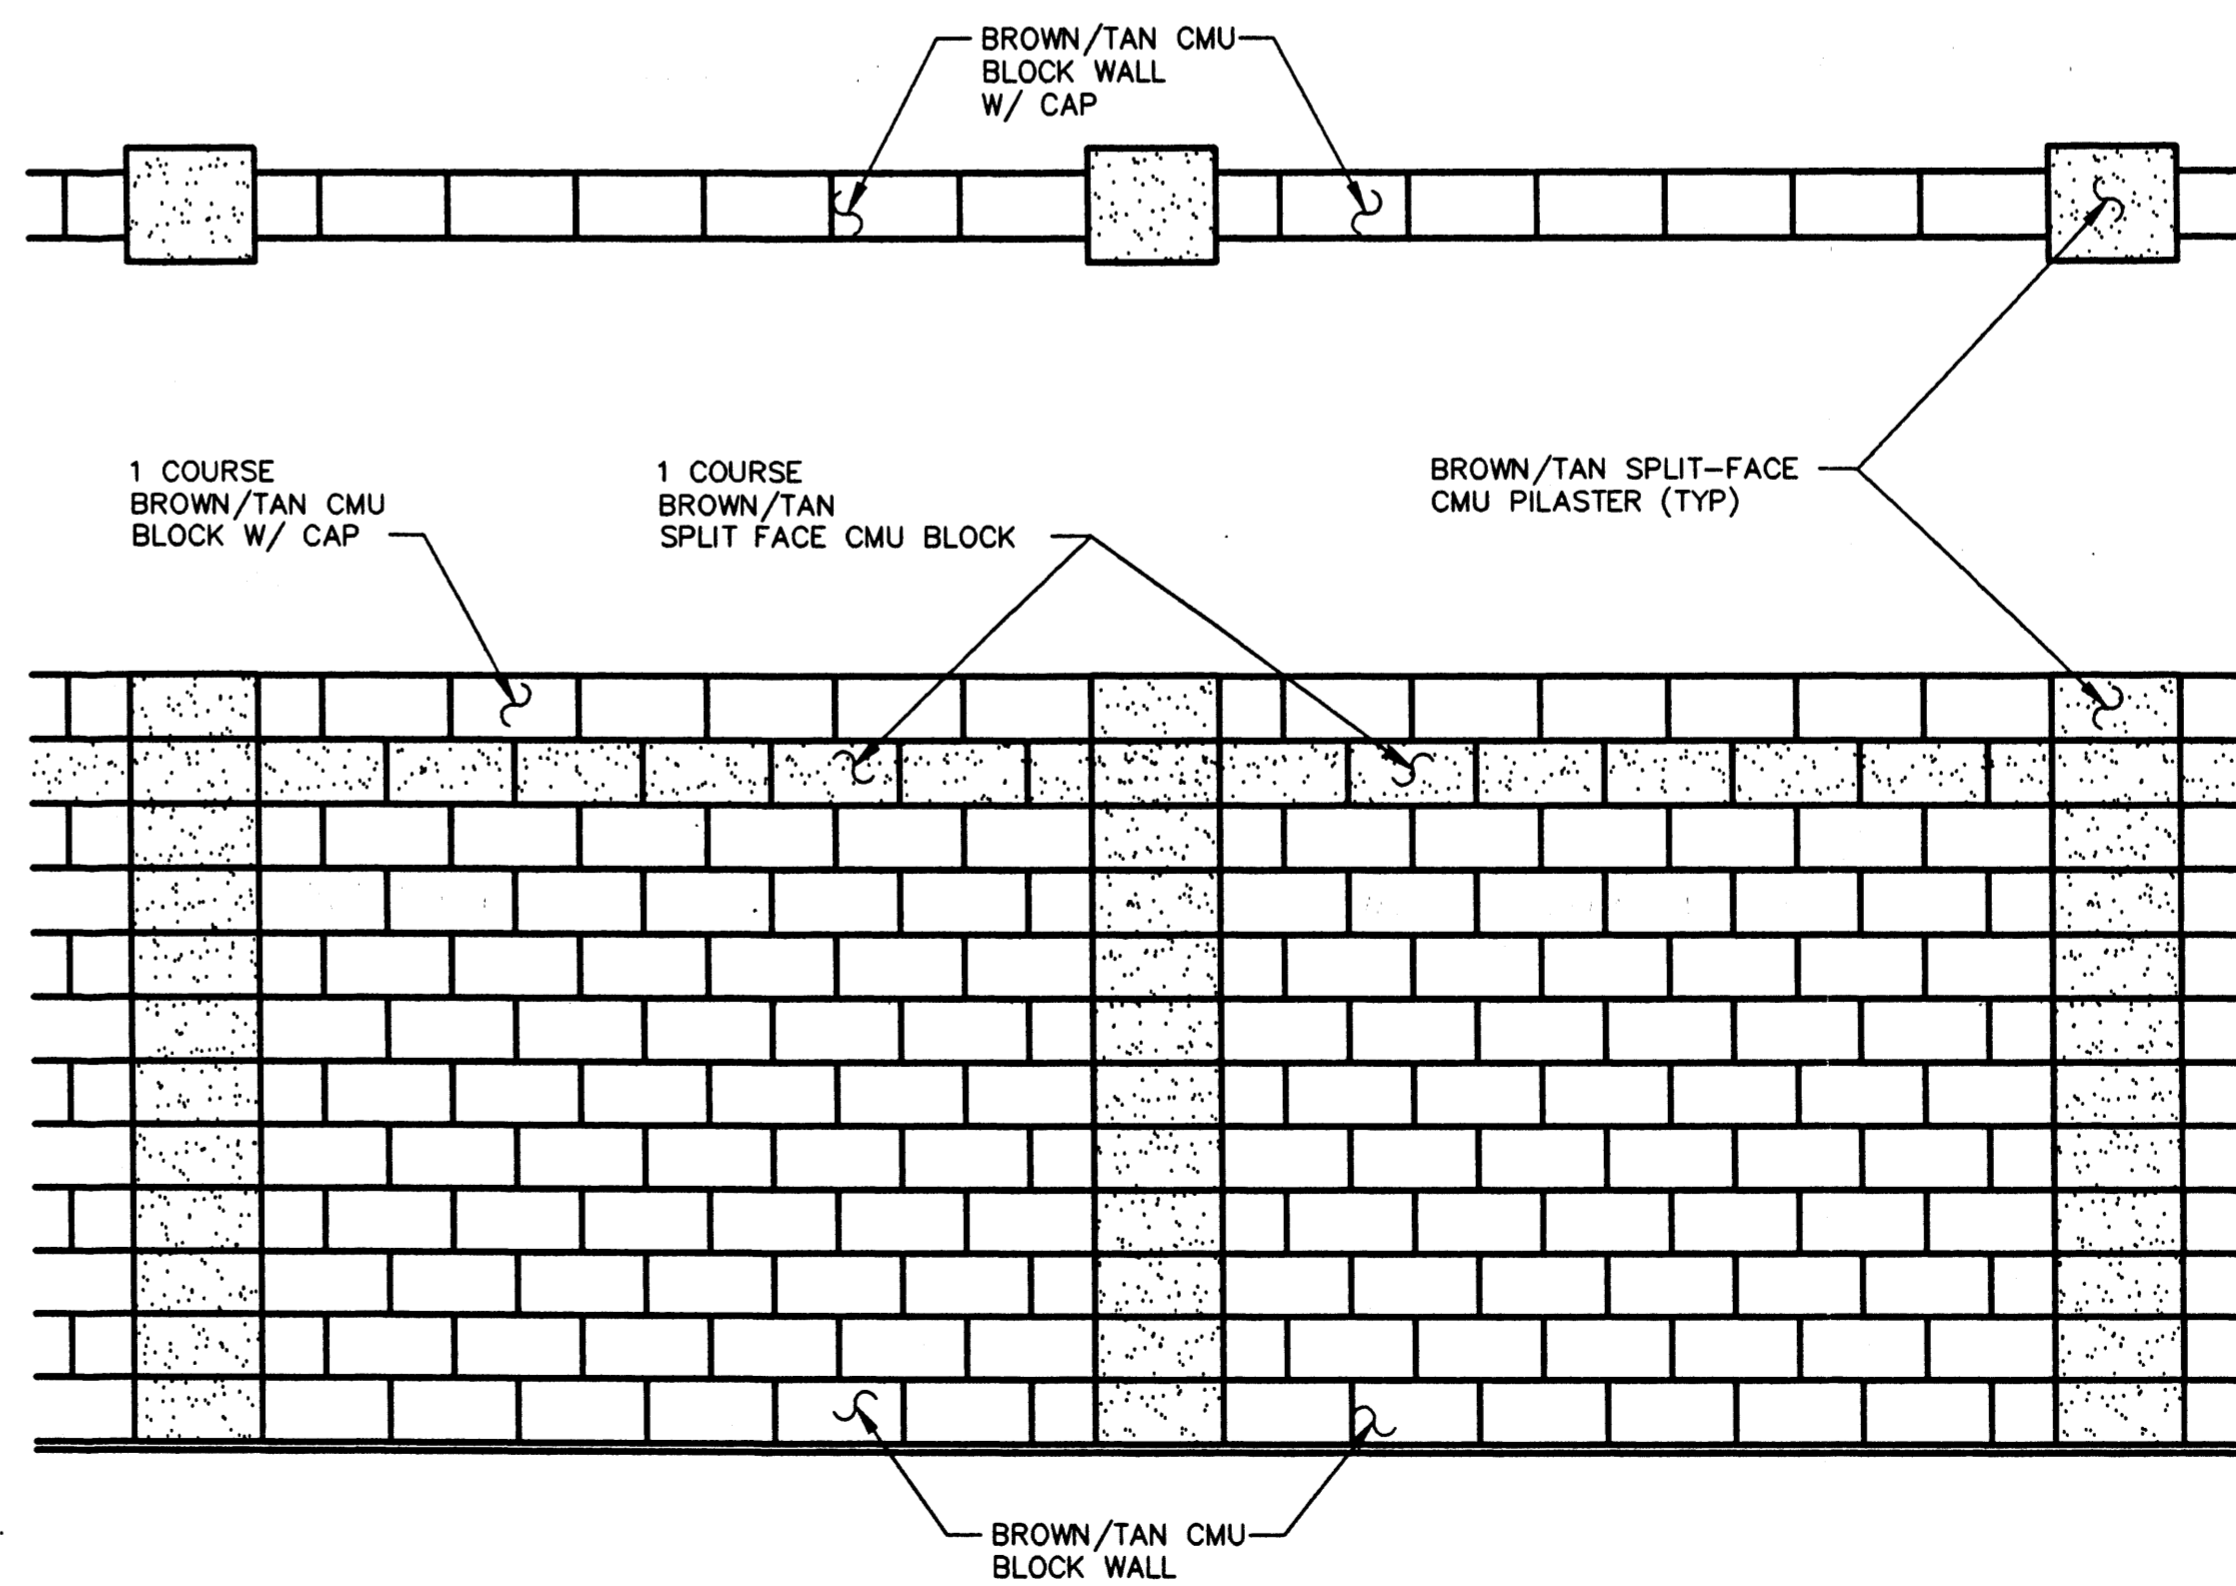 BROWN/TAN CMU
BLOCK WALL
W/ CAP
1 COURSE
BROWN/TAN CMU
BLOCK W/ CAP
1 COURSE
BROWN/TAN
SPLIT FACE CMU BLOCK
BROWN/TAN SPLIT-FACE
CMU PILASTER (TYP)
BROWN/TAN CMU
BLOCK WALL